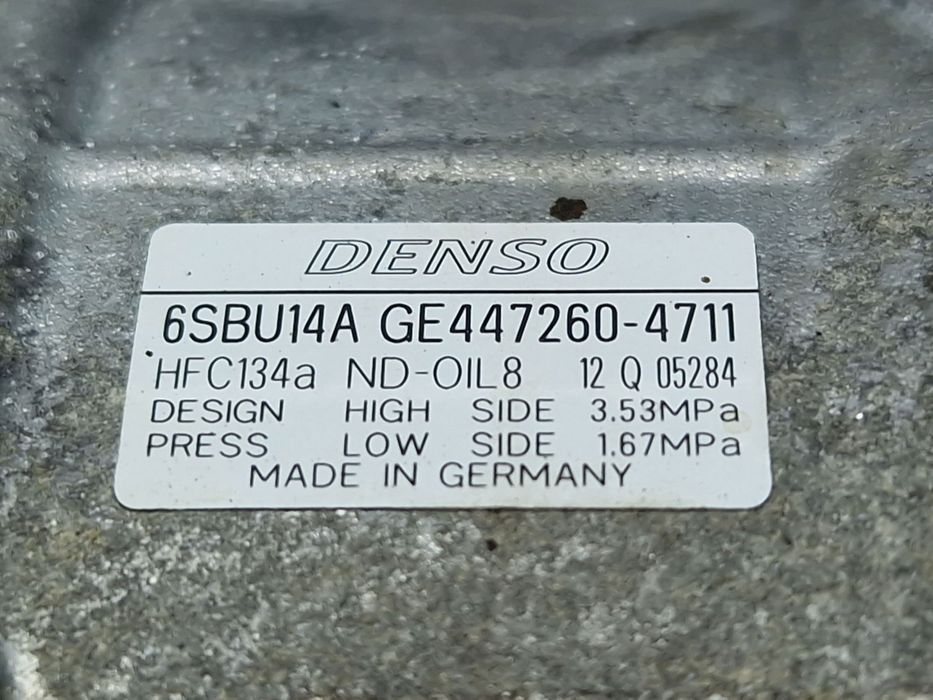 DENSO
6SBU14A GE447260-4711
HFC134a ND-OIL8 12 Q 05284
DESIGN HIGH SIDE 3.53MPa
PRESS LOW SIDE 1.67MPa
MADE IN GERMANY